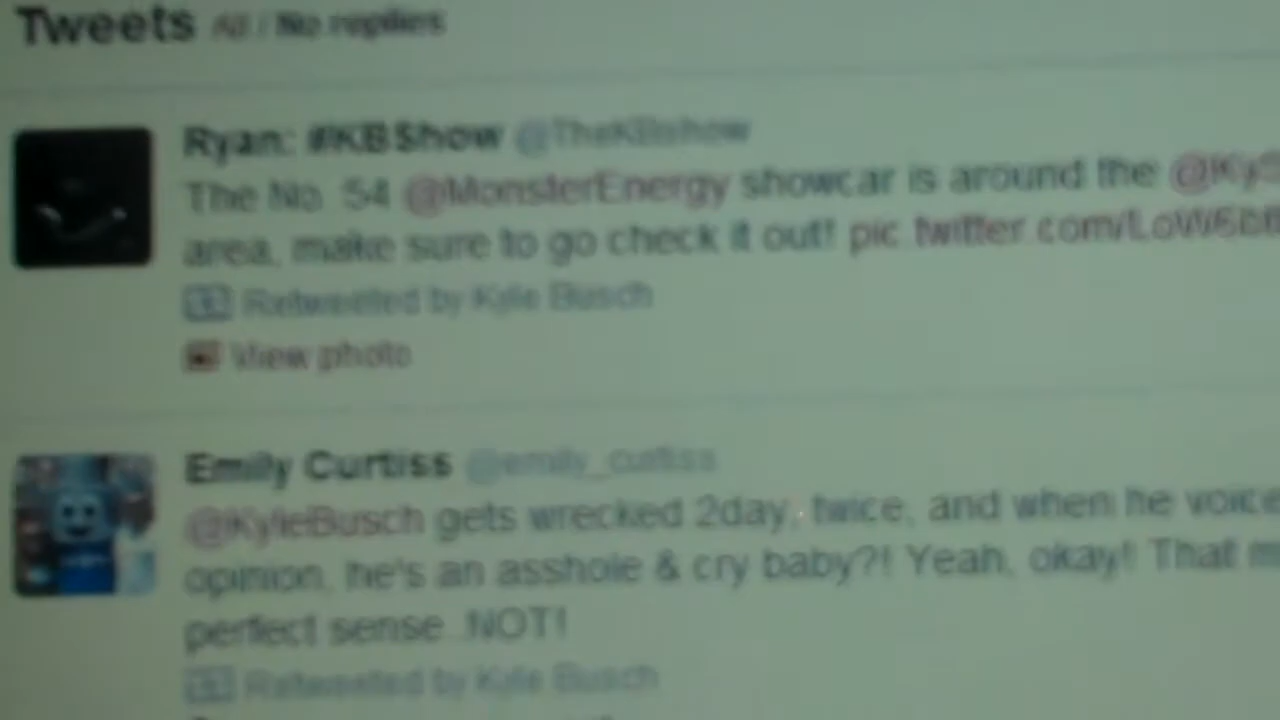 Tweets All / No replies
Ryan: #KBShow @TheKBshow
The No. 54 @MonsterEnergy showcar is around the
area, make sure to go check it out!
Retweeted by Kyle Busch
View photo
Emily Curtiss @emily_curtiss
@KyleBusch gets wrecked 2day, twice, and when he voice
opinion, he's an asshole & cry baby?! Yeah, okay! That m
perfect sense..NOT!
Retweeted by Kyle Busch